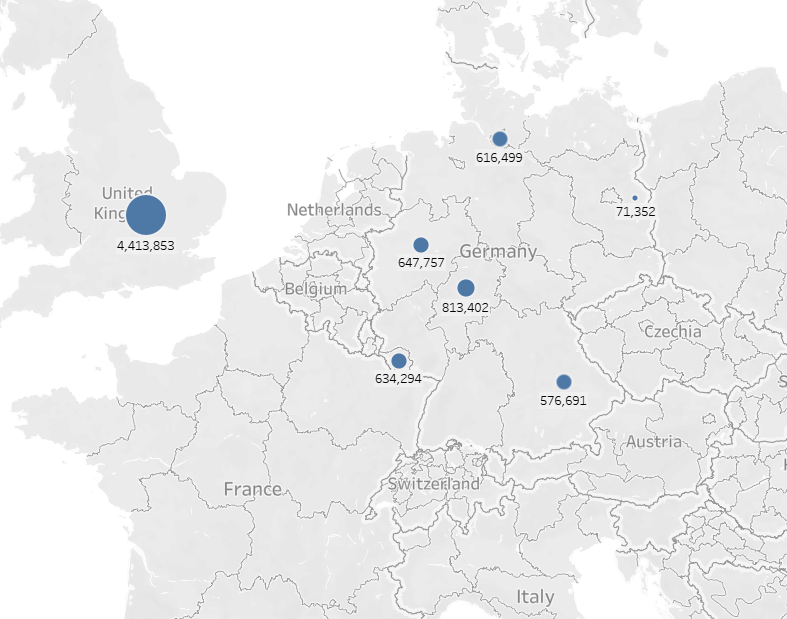 616,499
United
Kingdom
4,413,853
Netherlands
71,352
Germany
647,757
Belgium
813,402
Czechia
634,294
576,691
Austria
Switzerland
France
Italy